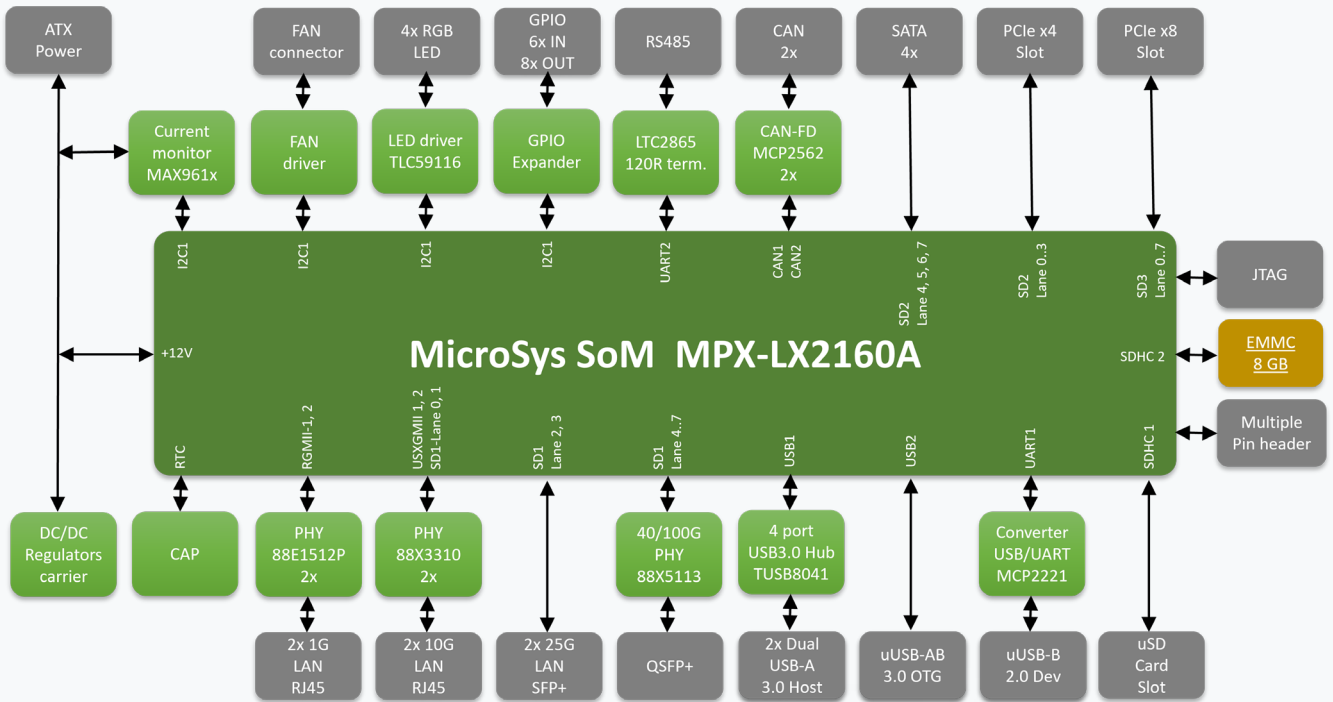 ATX
Power
FAN
connector
4x RGB
LED
GPIO
6x IN
8x OUT
RS485
CAN
2x
SATA
4x
PCIe x4
Slot
PCIe x8
Slot
Current
monitor
MAX961x
FAN
driver
LED driver
TLC59116
GPIO
Expander
LTC2865
120R term.
CAN-FD
MCP2562
2x
I2C1
I2C1
I2C1
I2C1
UART2
CAN1
CAN2
SD2
Lane 4, 5, 6, 7
SD2
Lane 0..3
SD3
Lane 0..7
JTAG
+12V
MicroSys SoM MPX-LX2160A
SDHC 2
EMMC
8 GB
Multiple
Pin header
RTC
RGMII-1, 2
USXGMII 1, 2
SD1-Lane 0, 1
SD1
Lane 2, 3
SD1
Lane 4..7
USB1
USB2
UART1
SDHC 1
DC/DC
Regulators
carrier
CAP
PHY
88E1512P
2x
PHY
88X3310
2x
40/100G
PHY
88X5113
4 port
USB3.0 Hub
TUSB8041
Converter
USB/UART
MCP2221
2x 1G
LAN
RJ45
2x 10G
LAN
RJ45
2x 25G
LAN
SFP+
QSFP+
2x Dual
USB-A
3.0 Host
uUSB-AB
3.0 OTG
uUSB-B
2.0 Dev
uSD
Card
Slot